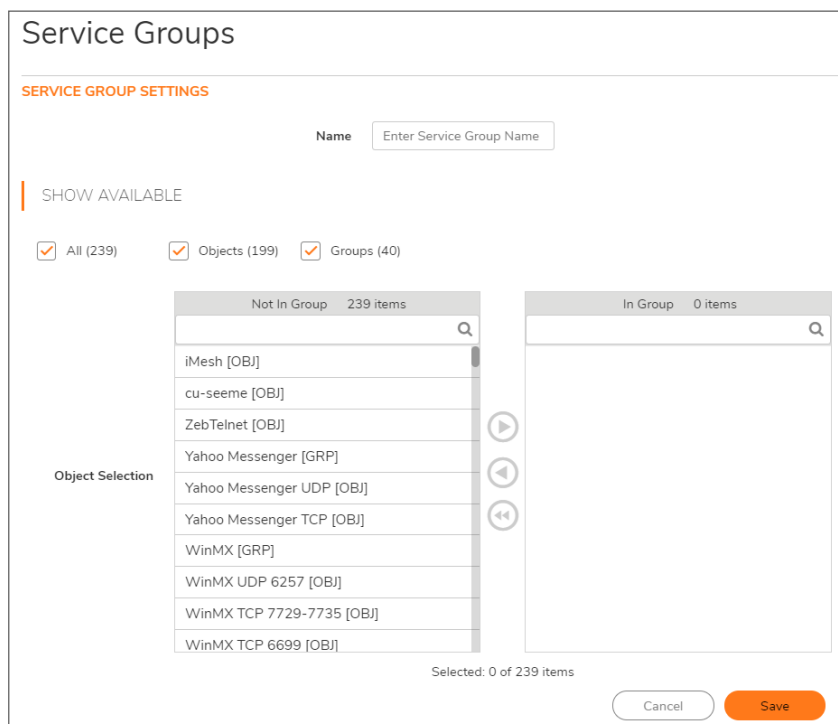 Service Groups
SERVICE GROUP SETTINGS
Name Enter Service Group Name
SHOW AVAILABLE
All (239) Objects (199) Groups (40)
Not In Group 239 items
iMesh [OBJ]
cu-seeme [OBJ]
ZebTelnet [OBJ]
Yahoo Messenger [GRP]
Yahoo Messenger UDP [OBJ]
Yahoo Messenger TCP [OBJ]
WinMX [GRP]
WinMX UDP 6257 [OBJ]
WinMX TCP 7729-7735 [OBJ]
WinMX TCP 6699 [OBJ]
In Group 0 items
Object Selection
Selected: 0 of 239 items
Cancel Save